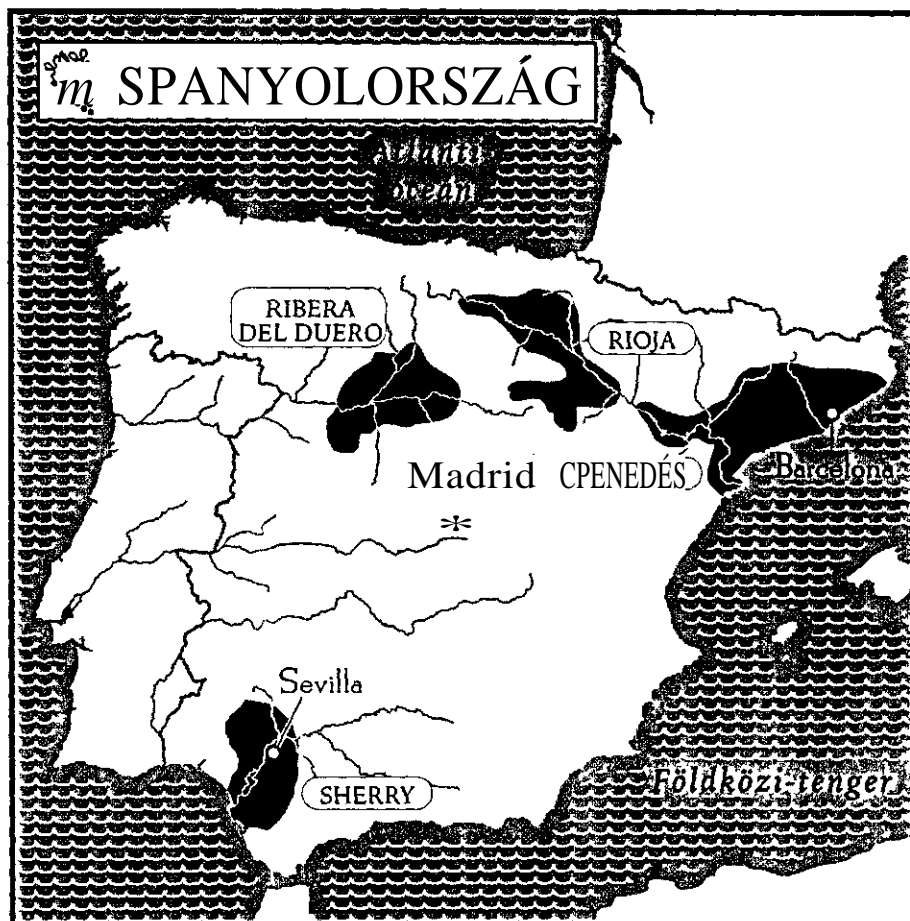 m SPANYOLORSZÁG
Atlanti-
óceán
RIBERA
DEL DUERO
RIOJA
Madrid CPENEDÉS)
Barcelona
Sevilla
SHERRY
Földközi-tenger